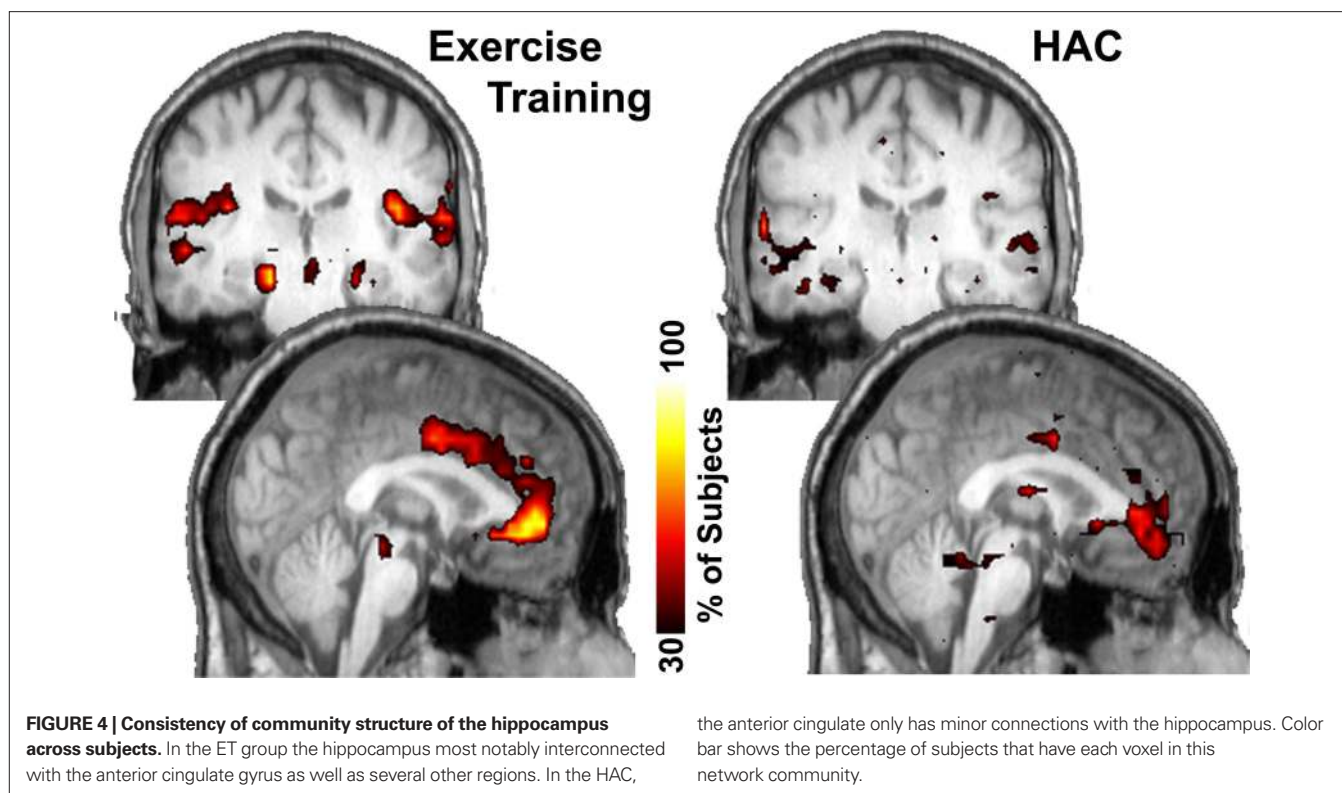 Exercise
Training
HAC
100
% of Subjects
30
FIGURE 4 | Consistency of community structure of the hippocampus
across subjects. In the ET group the hippocampus most notably interconnected
with the anterior cingulate gyrus as well as several other regions. In the HAC,
the anterior cingulate only has minor connections with the hippocampus. Color
bar shows the percentage of subjects that have each voxel in this
network community.